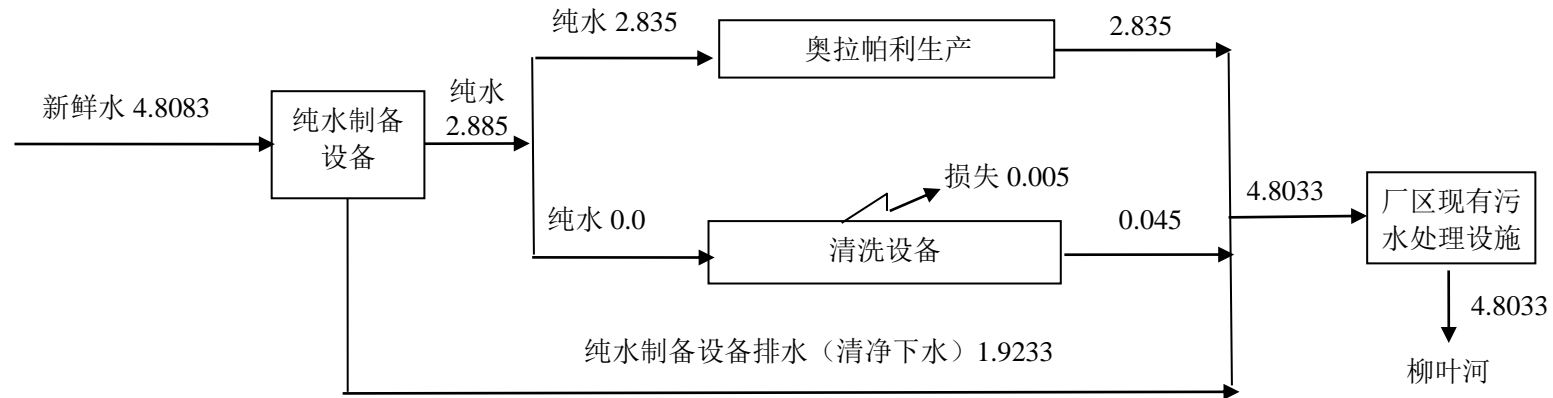 纯水 2.835
奥拉帕利生产
2.835
新鲜水 4.8083
纯水制备
设备
纯水
2.885
损失 0.005
纯水 0.0
清洗设备
0.045
4.8033
厂区现有污
水处理设施
4.8033
纯水制备设备排水（清净下水）1.9233
柳叶河